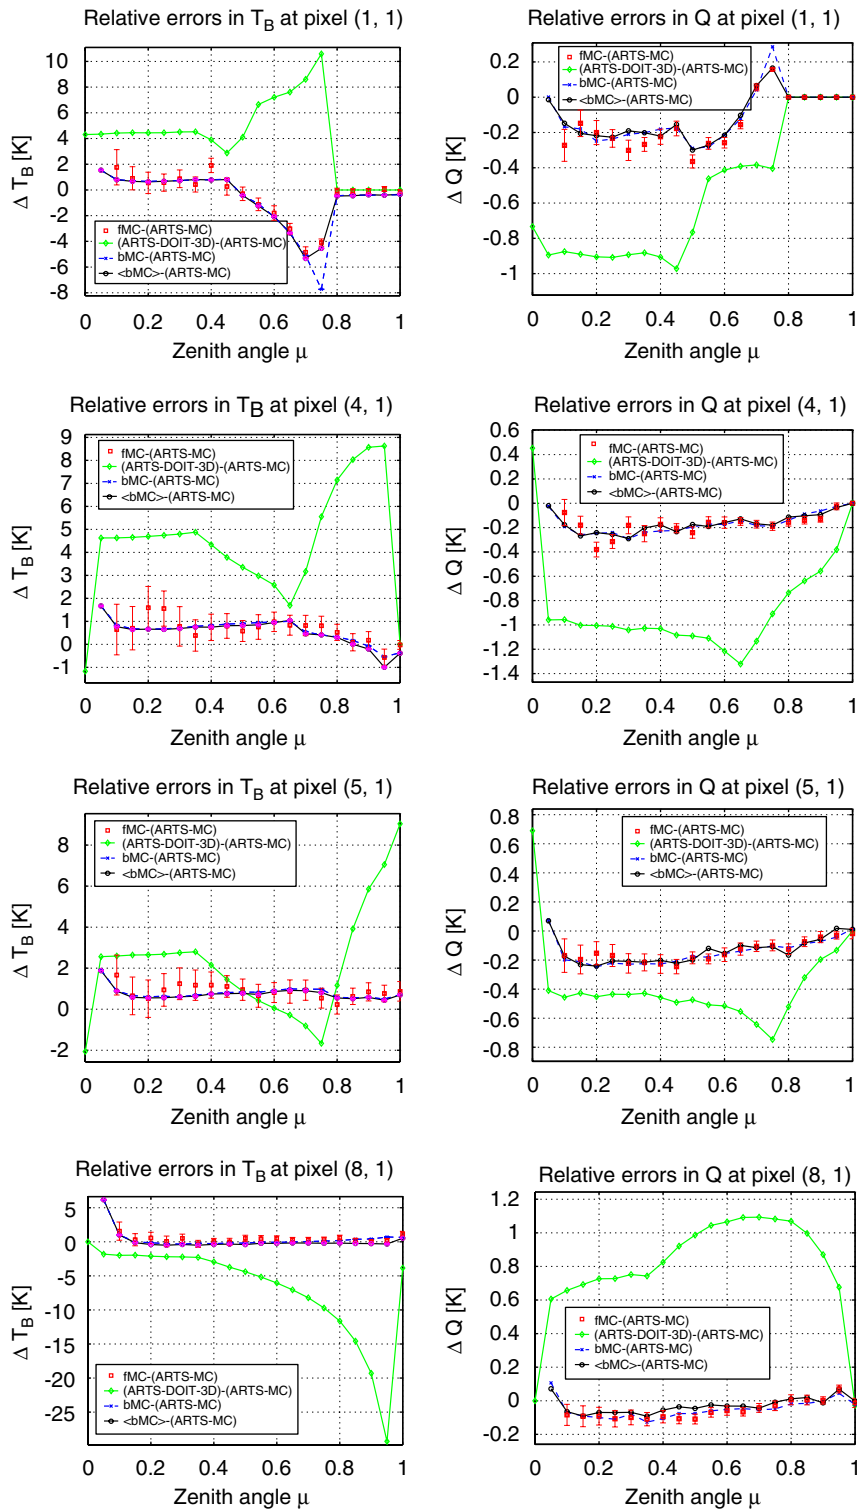 Relative errors in T_B at pixel (1, 1)
Δ T_B [K]
10
8
6
4
2
0
-2
-4
-6
-8
fMC-(ARTS-MC)
(ARTS-DOIT-3D)-(ARTS-MC)
bMC-(ARTS-MC)
<bMC>-(ARTS-MC)
0 0.2 0.4 0.6 0.8 1
Zenith angle μ
Relative errors in Q at pixel (1, 1)
Δ Q [K]
0.2
0
-0.2
-0.4
-0.6
-0.8
-1
fMC-(ARTS-MC)
(ARTS-DOIT-3D)-(ARTS-MC)
bMC-(ARTS-MC)
<bMC>-(ARTS-MC)
0 0.2 0.4 0.6 0.8 1
Zenith angle μ
Relative errors in T_B at pixel (4, 1)
Δ T_B [K]
9
8
7
6
5
4
3
2
1
0
-1
fMC-(ARTS-MC)
(ARTS-DOIT-3D)-(ARTS-MC)
bMC-(ARTS-MC)
<bMC>-(ARTS-MC)
0 0.2 0.4 0.6 0.8 1
Zenith angle μ
Relative errors in Q at pixel (4, 1)
Δ Q [K]
0.6
0.4
0.2
0
-0.2
-0.4
-0.6
-0.8
-1
-1.2
-1.4
fMC-(ARTS-MC)
(ARTS-DOIT-3D)-(ARTS-MC)
bMC-(ARTS-MC)
<bMC>-(ARTS-MC)
0 0.2 0.4 0.6 0.8 1
Zenith angle μ
Relative errors in T_B at pixel (5, 1)
Δ T_B [K]
8
6
4
2
0
-2
fMC-(ARTS-MC)
(ARTS-DOIT-3D)-(ARTS-MC)
bMC-(ARTS-MC)
<bMC>-(ARTS-MC)
0 0.2 0.4 0.6 0.8 1
Zenith angle μ
Relative errors in Q at pixel (5, 1)
Δ Q [K]
0.8
0.6
0.4
0.2
0
-0.2
-0.4
-0.6
-0.8
fMC-(ARTS-MC)
(ARTS-DOIT-3D)-(ARTS-MC)
bMC-(ARTS-MC)
<bMC>-(ARTS-MC)
0 0.2 0.4 0.6 0.8 1
Zenith angle μ
Relative errors in T_B at pixel (8, 1)
Δ T_B [K]
5
0
-5
-10
-15
-20
-25
fMC-(ARTS-MC)
(ARTS-DOIT-3D)-(ARTS-MC)
bMC-(ARTS-MC)
<bMC>-(ARTS-MC)
0 0.2 0.4 0.6 0.8 1
Zenith angle μ
Relative errors in Q at pixel (8, 1)
Δ Q [K]
1.2
1
0.8
0.6
0.4
0.2
0
-0.2
fMC-(ARTS-MC)
(ARTS-DOIT-3D)-(ARTS-MC)
bMC-(ARTS-MC)
<bMC>-(ARTS-MC)
0 0.2 0.4 0.6 0.8 1
Zenith angle μ